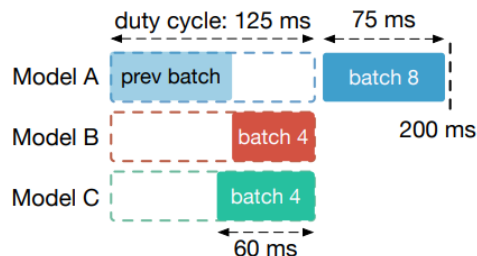 duty cycle: 125 ms
75 ms
Model A
prev batch
batch 8
200 ms
Model B
batch 4
Model C
batch 4
60 ms